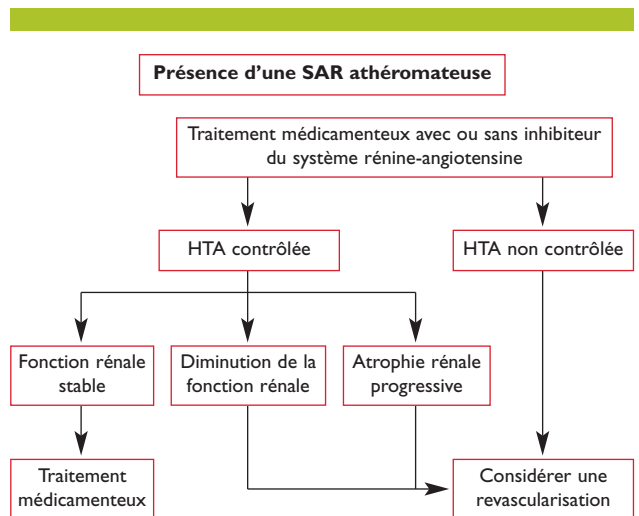 Présence d'une SAR athéromateuse
Traitement médicamenteux avec ou sans inhibiteur
du système rénine-angiotensine
HTA contrôlée
HTA non contrôlée
Fonction rénale
stable
Diminution de la
fonction rénale
Atrophie rénale
progressive
Traitement
médicamenteux
Considérer une
revascularisation